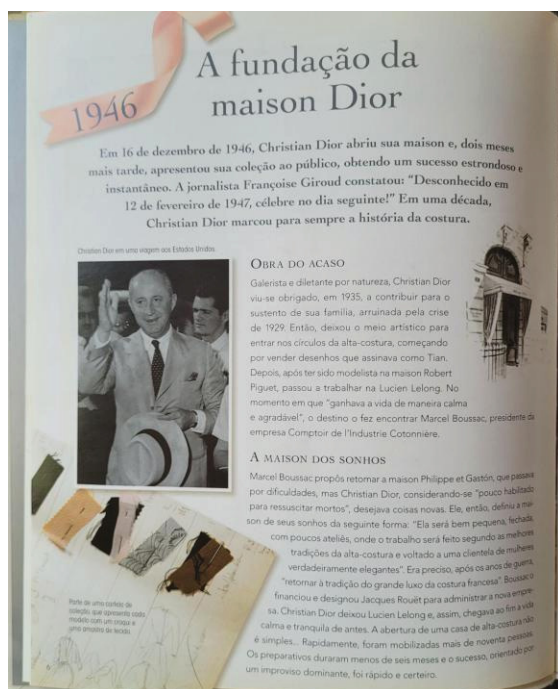 1946
A fundação da
maison Dior
Em 16 de dezembro de 1946, Christian Dior abriu sua maison e, dois meses
mais tarde, apresentou sua coleção ao público, obtendo um sucesso estrondoso e
instantâneo. A jornalista Françoise Giroud constatou: "Desconhecido em
12 de fevereiro de 1947, célebre no dia seguinte!" Em uma década,
Christian Dior marcou para sempre a história da costura.
Christian Dior em uma viagem aos Estados Unidos.
OBRA DO ACASO
Galerista e diletante por natureza, Christian Dior
viu-se obrigado, em 1935, a contribuir para o
sustento de sua família, arruinada pela crise
de 1929. Então, deixou o meio artístico para
entrar nos círculos da alta-costura, começando
por vender desenhos que assinava como Tian.
Depois, após ter sido modelista na maison Robert
Piguet, passou a trabalhar na Lucien Lelong. No
momento em que "ganhava a vida de maneira calma
e agradável", o destino o fez encontrar Marcel Boussac, presidente da
empresa Comptoir de l'Industrie Cotonnière.
A MAISON DOS SONHOS
Marcel Boussac propôs retomar a maison Philippe et Gastón, que passava
por dificuldades, mas Christian Dior, considerando-se "pouco habilitado
para ressuscitar mortos", desejava coisas novas. Ele, então, definiu a mai-
son de seus sonhos da seguinte forma: "Ela será bem pequena, fechada,
com poucos ateliês, onde o trabalho será feito segundo as melhores
tradições da alta-costura e voltado a uma clientela de mulheres
verdadeiramente elegantes". Era preciso, após os anos de guerra,
"retornar à tradição do grande luxo da costura francesa". Boussac o
financiou e designou Jacques Rouët para administrar a nova empre-
sa. Christian Dior deixou Lucien Lelong e, assim, chegava ao fim a vida
calma e tranquila de antes. A abertura de uma casa de alta-costura não
é simples... Rapidamente, foram mobilizadas mais de noventa pessoas.
Os preparativos duraram menos de seis meses e o sucesso, orientado por
um improviso dominante, foi rápido e certeiro.
Parte de uma cartela de
coleção, que apresenta cada
modelo com um croqui e
uma amostra de tecido.
6